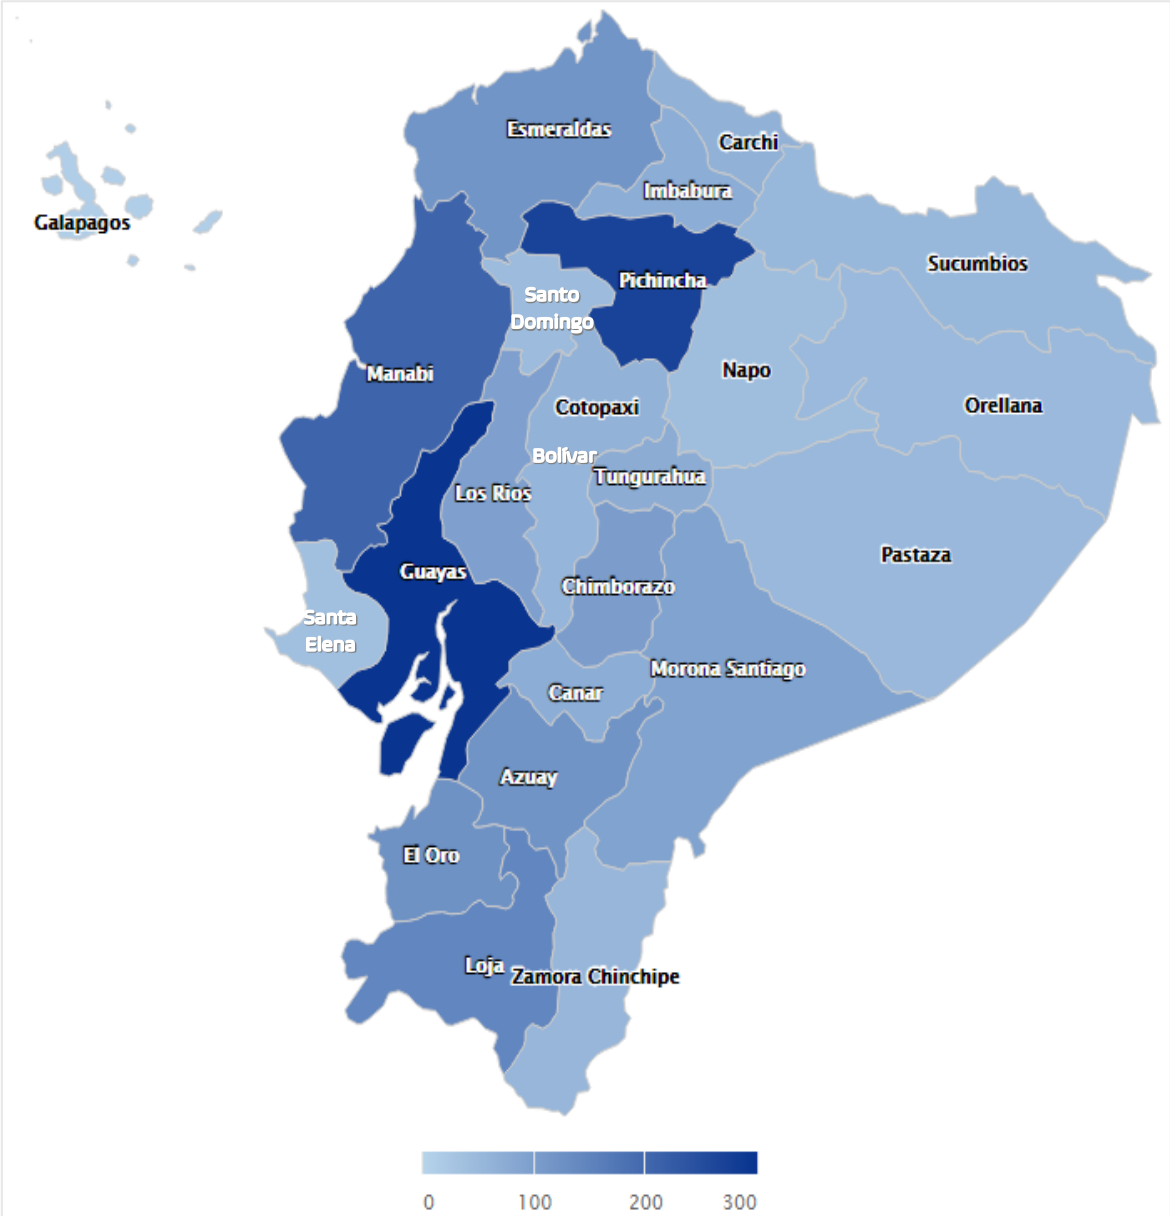 Esmeraldas
Carchi
Imbabura
Galapagos
Sucumbios
Pichincha
Santo
Domingo
Napo
Manabi
Orellana
Cotopaxi
Bolívar
Tungurahua
Los Rios
Pastaza
Guayas
Chimborazo
Santa
Elena
Morona Santiago
Canar
Azuay
El Oro
Loja
Zamora Chinchipe
0 100 200 300